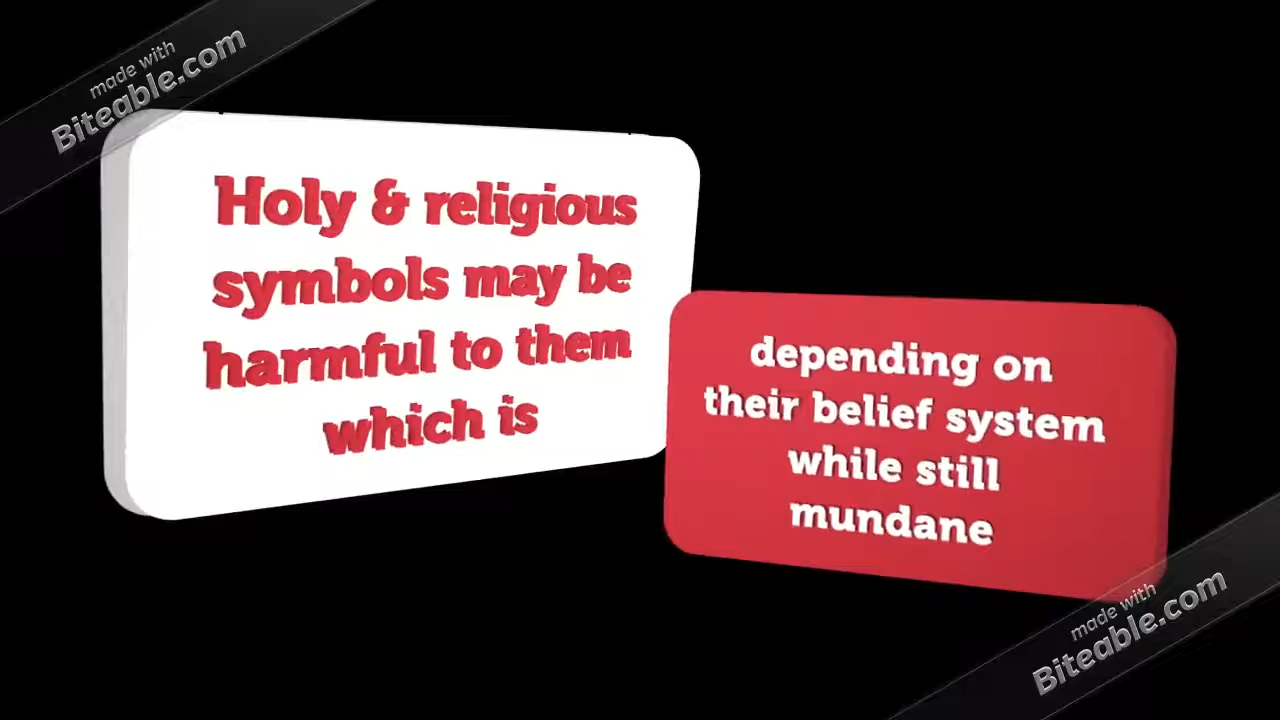 made with
Biteable.com
Holy & religious
symbols may be
harmful to them
which is
depending on
their belief system
while still
mundane
made with
Biteable.com